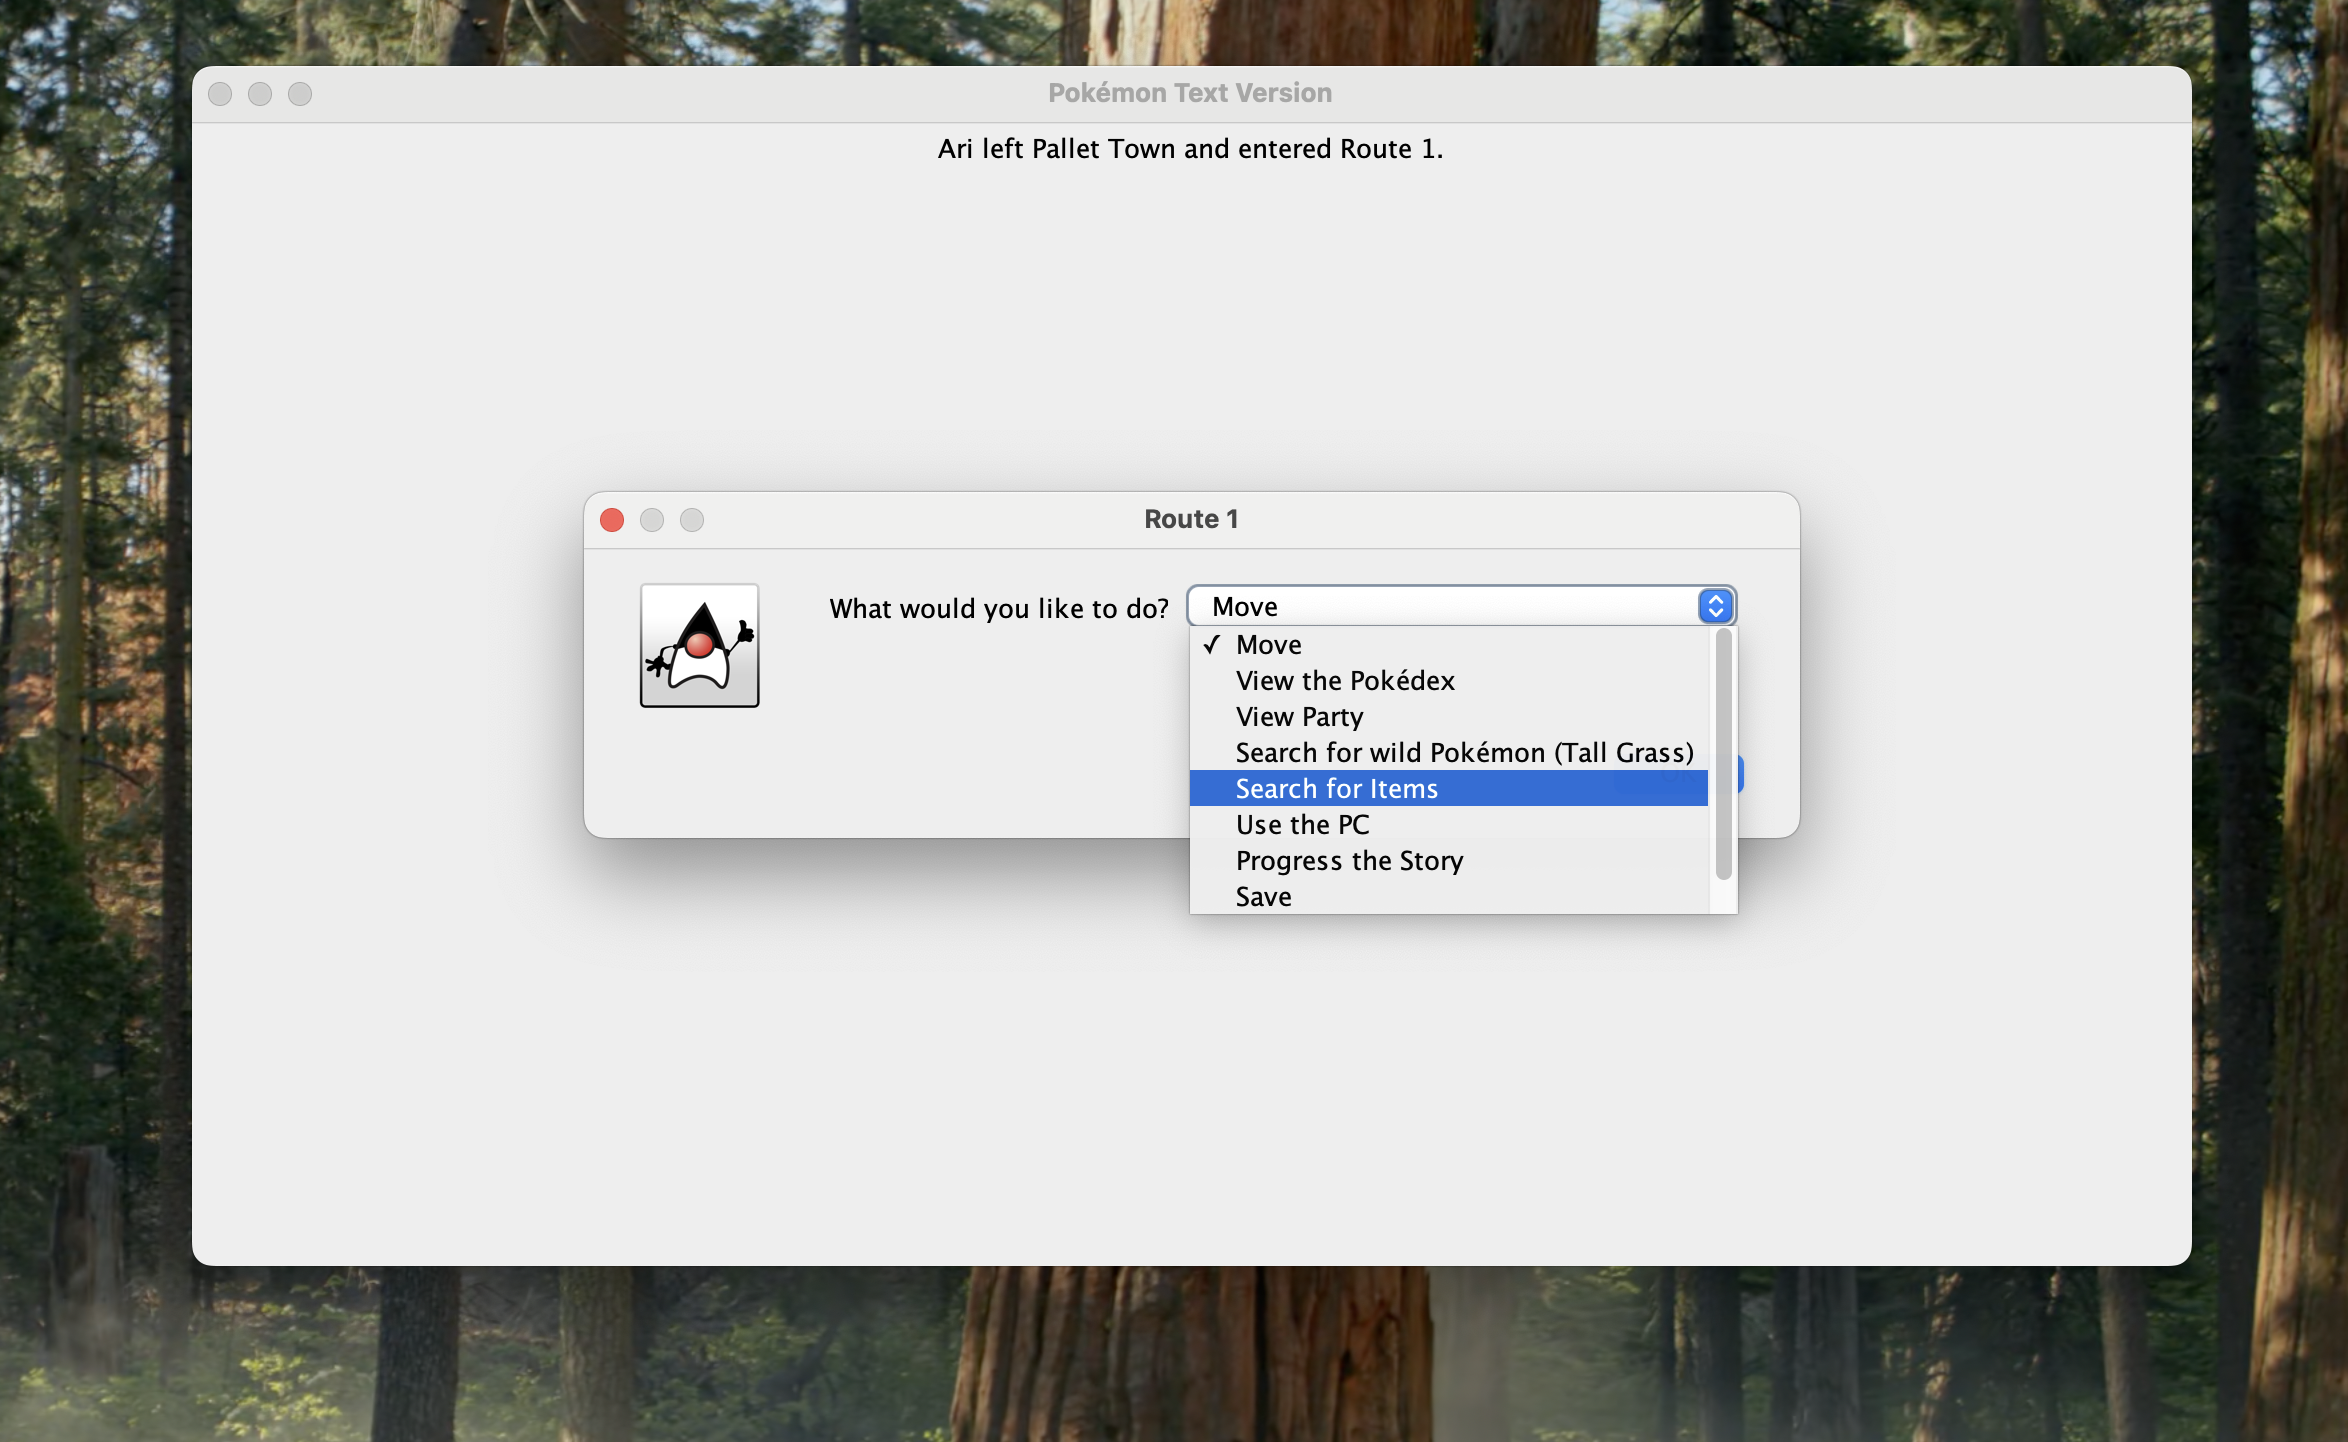 Pokémon Text Version
Ari left Pallet Town and entered Route 1.
Route 1
What would you like to do?
Move
✓ Move
View the Pokédex
View Party
Search for wild Pokémon (Tall Grass)
Search for Items
Use the PC
Progress the Story
Save